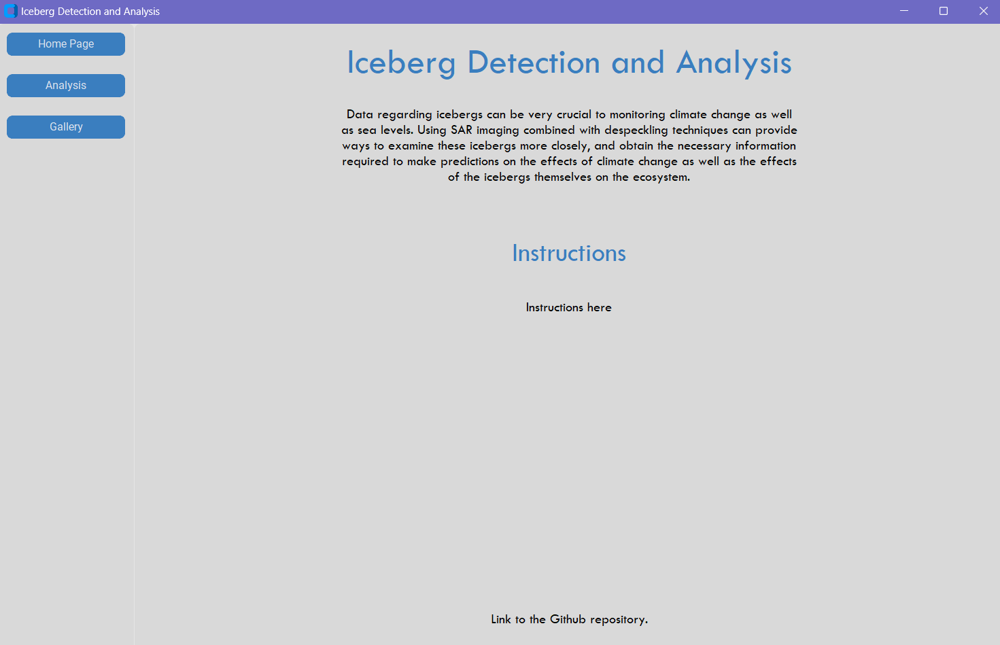 Iceberg Detection and Analysis
Home Page
Analysis
Gallery
Iceberg Detection and Analysis
Data regarding icebergs can be very crucial to monitoring climate change as well
as sea levels. Using SAR imaging combined with despeckling techniques can provide
ways to examine these icebergs more closely, and obtain the necessary information
required to make predictions on the effects of climate change as well as the effects
of the icebergs themselves on the ecosystem.
Instructions
Instructions here
Link to the Github repository.